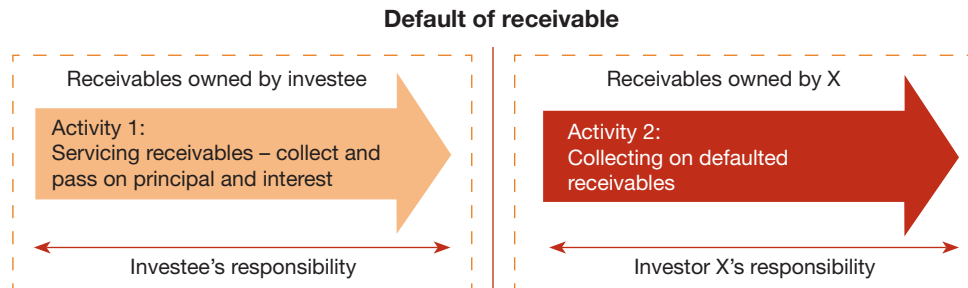 Default of receivable
Receivables owned by investee
Activity 1:
Servicing receivables – collect and
pass on principal and interest
Investee's responsibility
Receivables owned by X
Activity 2:
Collecting on defaulted
receivables
Investor X's responsibility